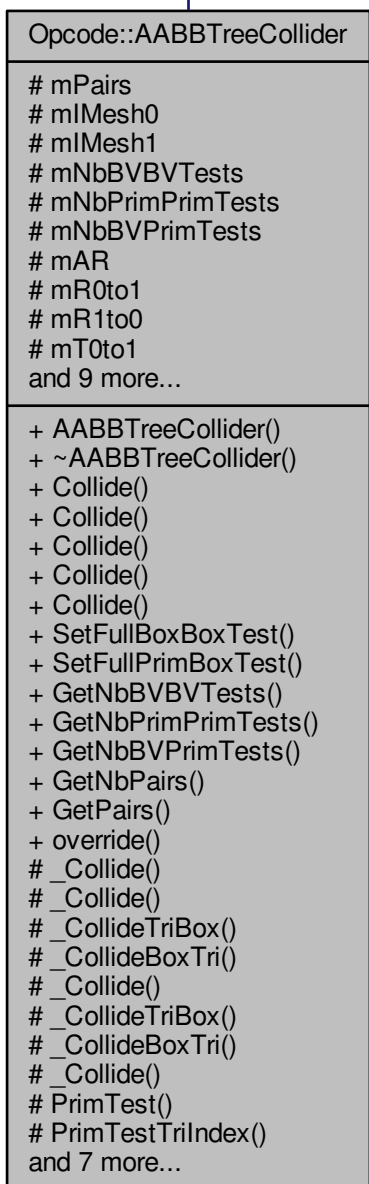 Opcode::AABBTreeCollider
# mPairs
# mIMesh0
# mIMesh1
# mNbBVBVTests
# mNbPrimPrimTests
# mNbBVPrimTests
# mAR
# mR0to1
# mR1to0
# mT0to1
and 9 more...
+ AABBTreeCollider()
+ ~AABBTreeCollider()
+ Collide()
+ Collide()
+ Collide()
+ Collide()
+ Collide()
+ SetFullBoxBoxTest()
+ SetFullPrimBoxTest()
+ GetNbBVBVTests()
+ GetNbPrimPrimTests()
+ GetNbBVPrimTests()
+ GetNbPairs()
+ GetPairs()
+ override()
# _Collide()
# _Collide()
# _CollideTriBox()
# _CollideBoxTri()
# _Collide()
# _CollideTriBox()
# _CollideBoxTri()
# _Collide()
# PrimTest()
# PrimTestTriIndex()
and 7 more...